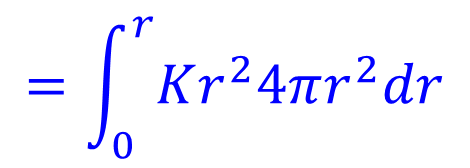 = ∫₀ʳ Kr²4πr²dr